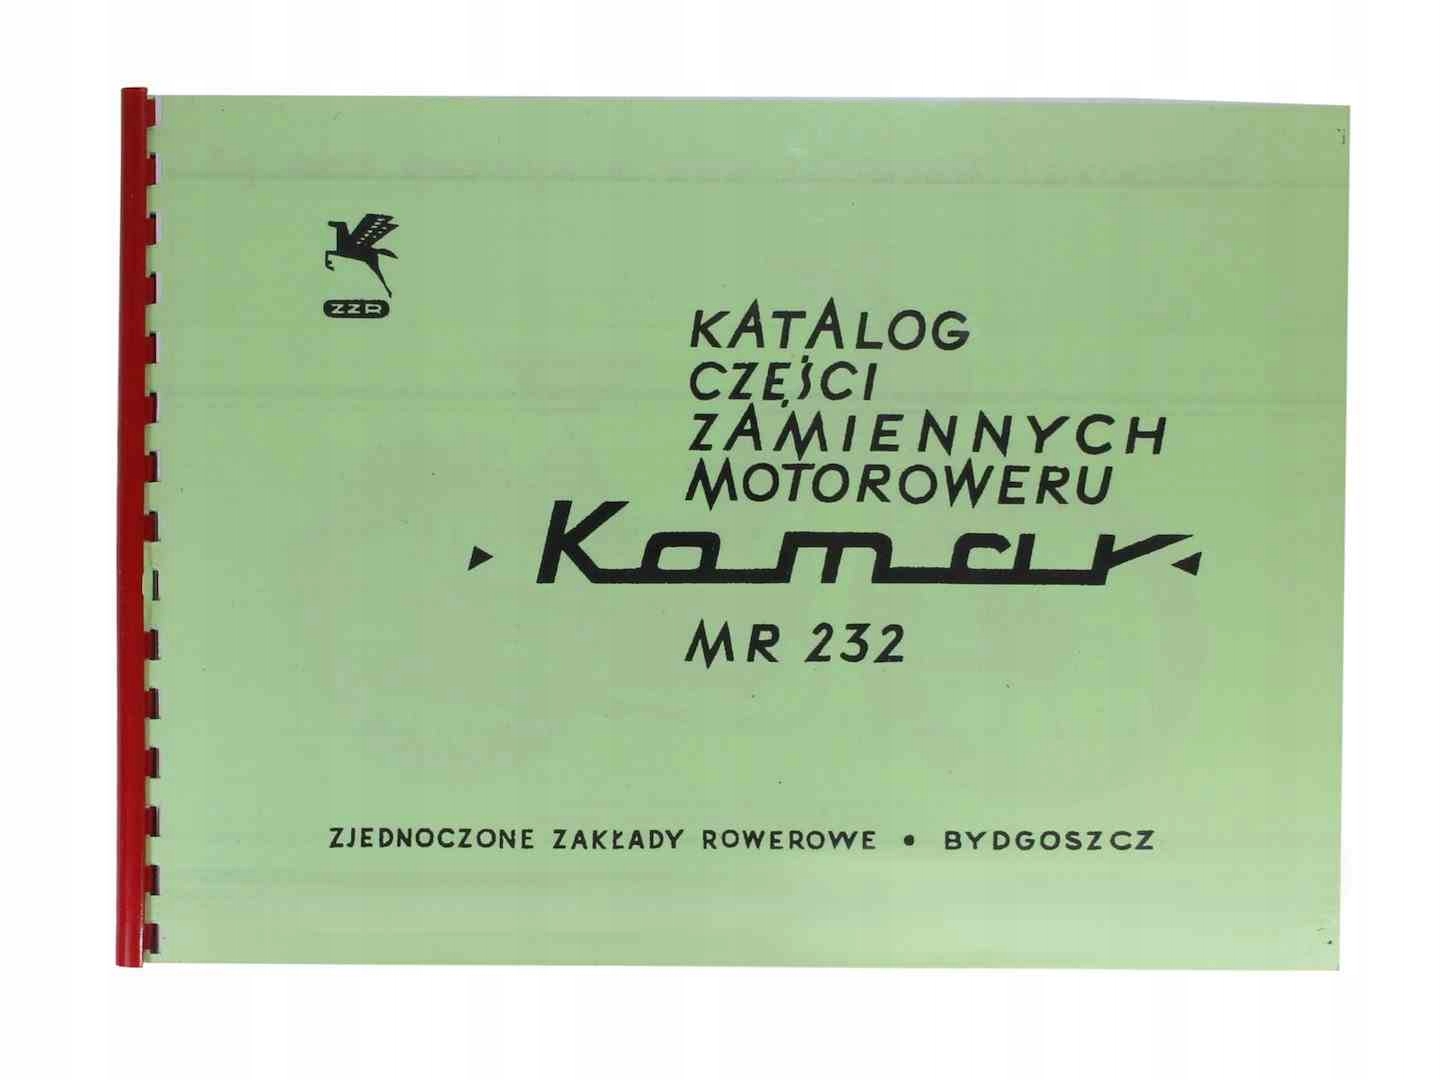 ZZR
KATALOG
CZĘŚCI
ZAMIENNYCH
MOTOROWERU
Komar
MR 232
ZJEDNOCZONE ZAKŁADY ROWEROWE • BYDGOSZCZ